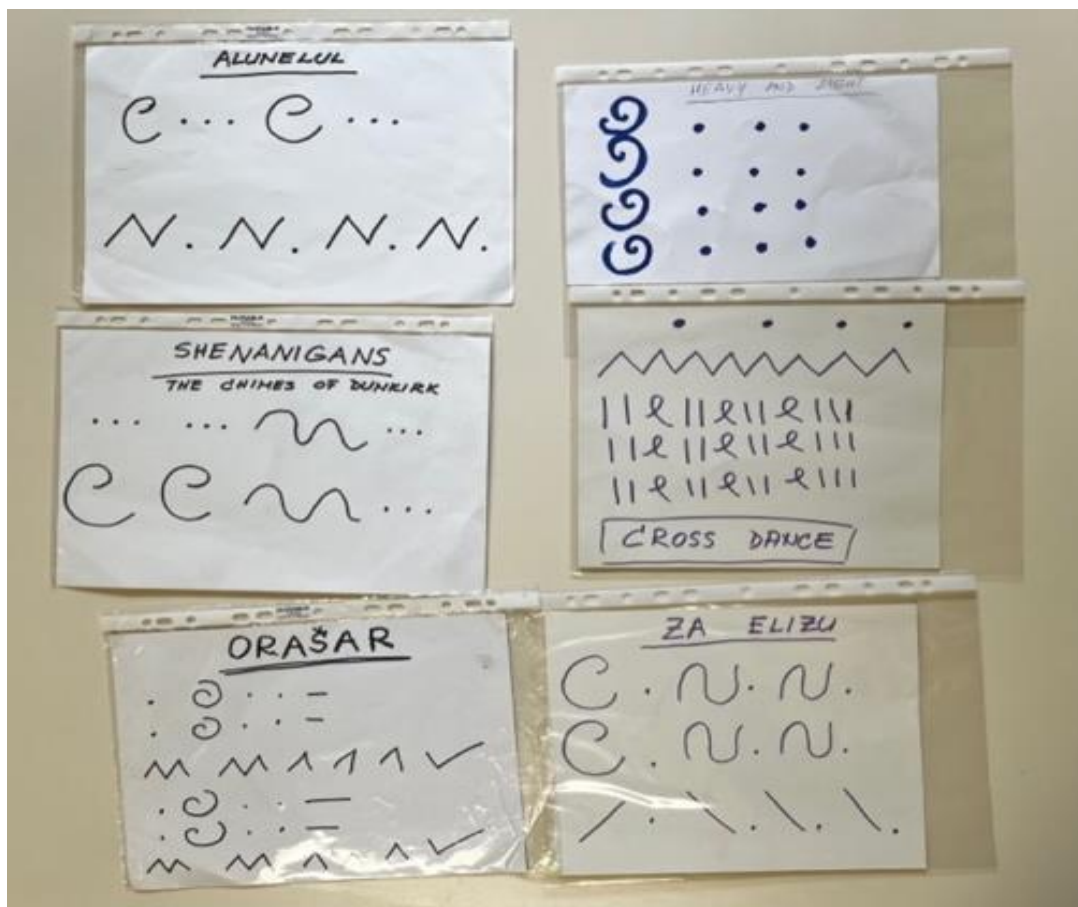 ALUNELUL
HEAVY AND LIGHT
SHENANIGANS
THE CHIMES OF DUNKIRK
CROSS DANCE
ORAŠAR
ZA ELIZU